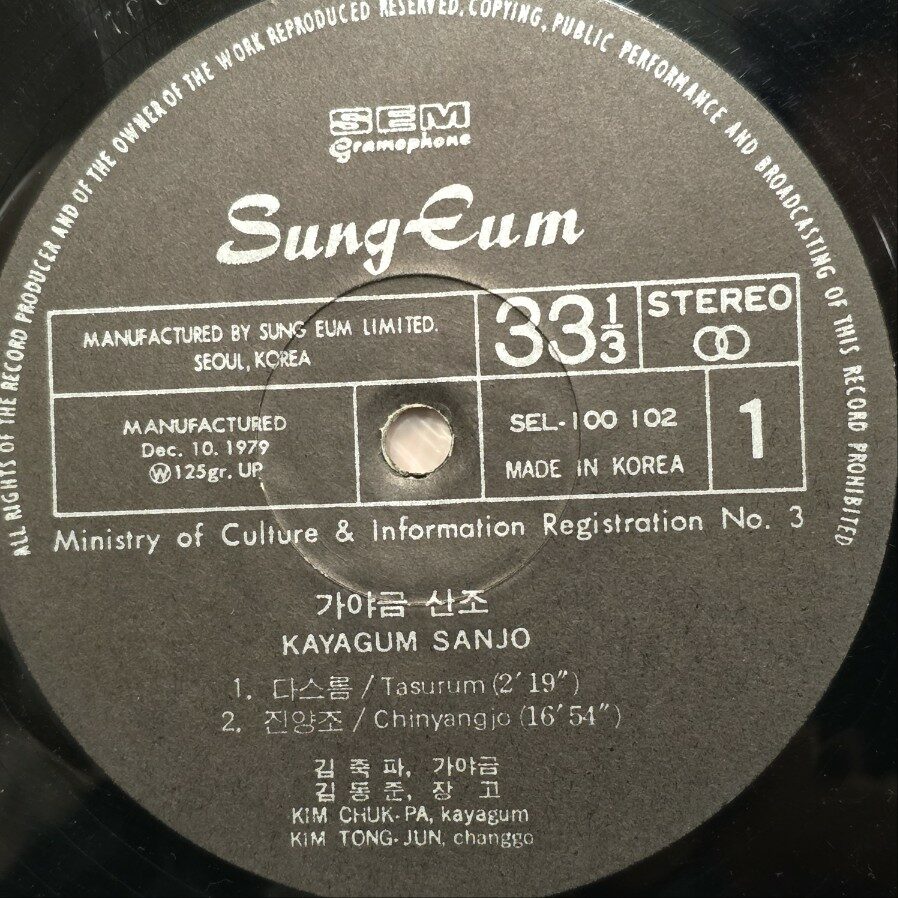 ALL RIGHTS OF THE RECORD PRODUCER AND OF THE OWNER OF THE WORK REPRODUCED RESERVED. COPYING, PUBLIC PERFORMANCE AND BROADCASTING OF THIS RECORD PROHIBITED
SEM
Gramophone
Sung Eum
MANUFACTURED BY SUNG EUM LIMITED.
SEOUL, KOREA
33 1/3
STEREO
MANUFACTURED
Dec. 10. 1979
Ⓦ125gr. UP
SEL-100 102
MADE IN KOREA
1
Ministry of Culture & Information Registration No. 3
가야금 산조
KAYAGUM SANJO
1. 다스름 / Tasurum (2′ 19″)
2. 진양조 / Chinyangjo (16′ 54″)
김 죽 파, 가야금
김 동 준, 장 고
KIM CHUK-PA, kayagum
KIM TONG-JUN, changgo